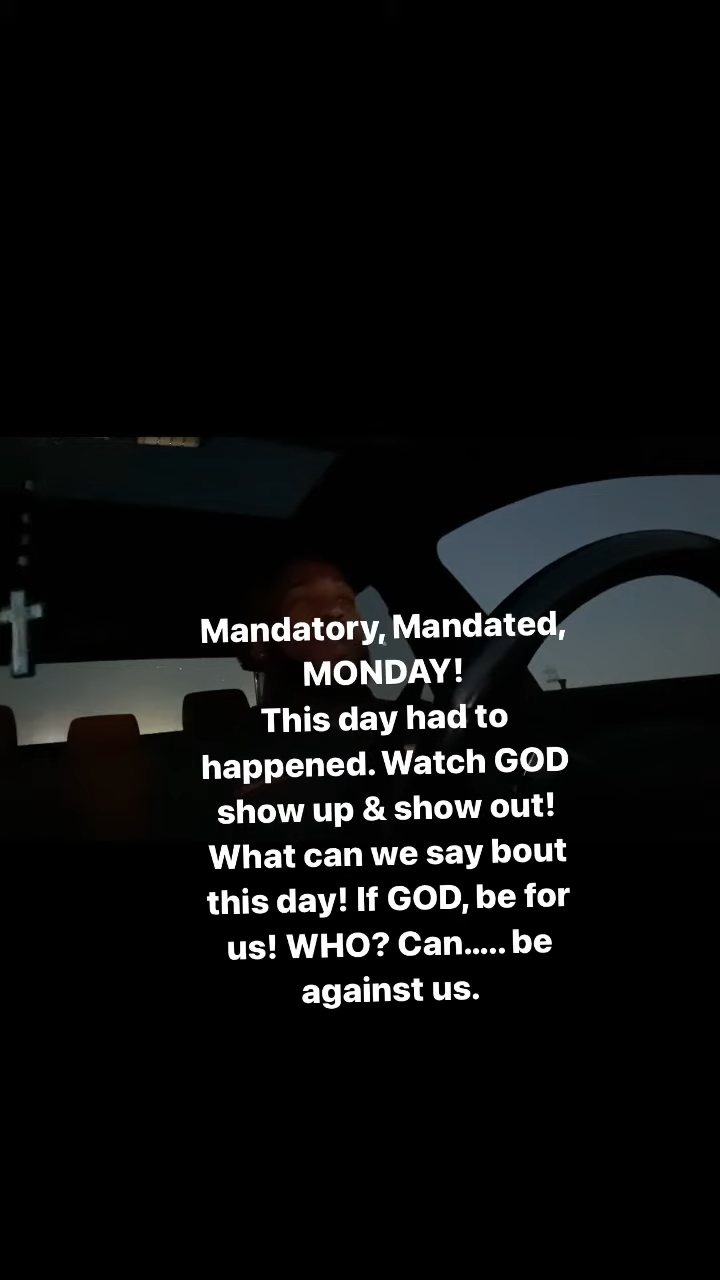 Mandatory, Mandated,
MONDAY!
This day had to
happened. Watch GOD
show up & show out!
What can we say bout
this day! If GOD, be for
us! WHO? Can..... be
against us.